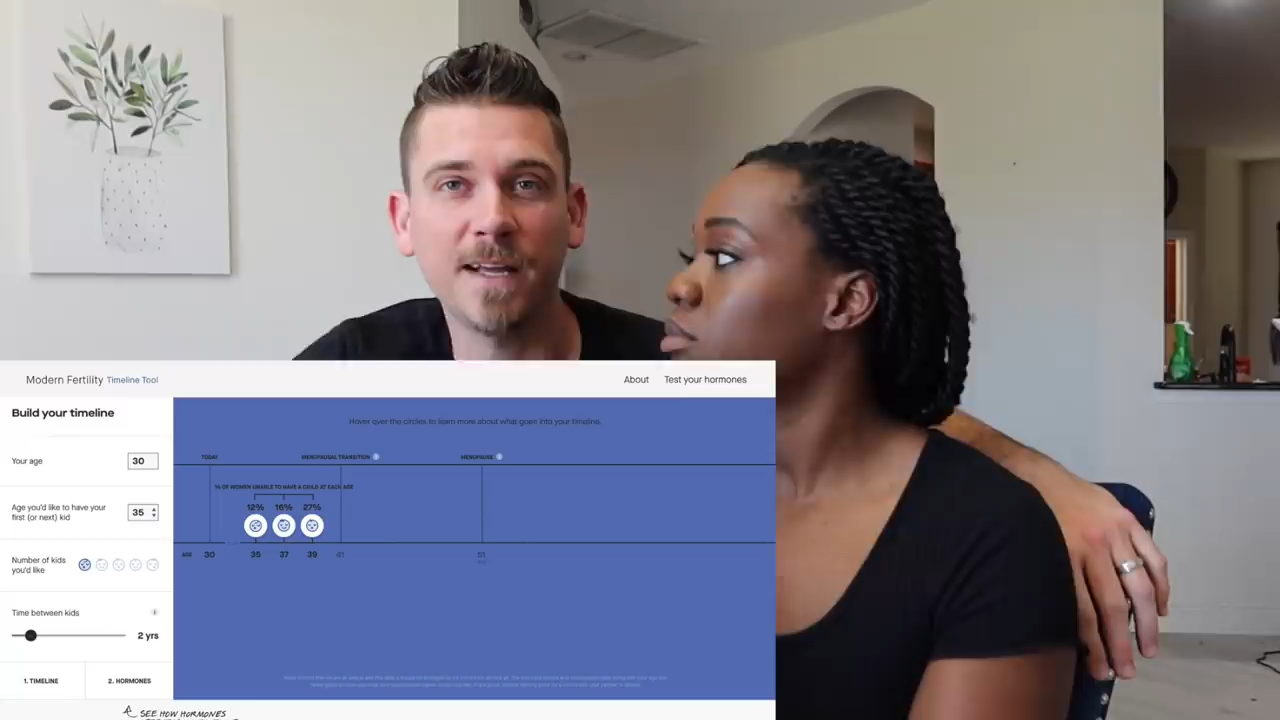 Modern Fertility Timeline Tool
About
Test your hormones
Build your timeline
Your age
30
Age you'd like to have your
first (or next) kid
35
Number of kids
you'd like
Time between kids
2 yrs
1. TIMELINE
2. HORMONES
Hover over the circles to learn more about what goes into your timeline.
TODAY
MENOPAUSAL TRANSITION
MENOPAUSE
% OF WOMEN UNABLE TO HAVE A CHILD AT EACH AGE
12%
16%
27%
AGE
30
35
37
39
41
51
SEE HOW HORMONES